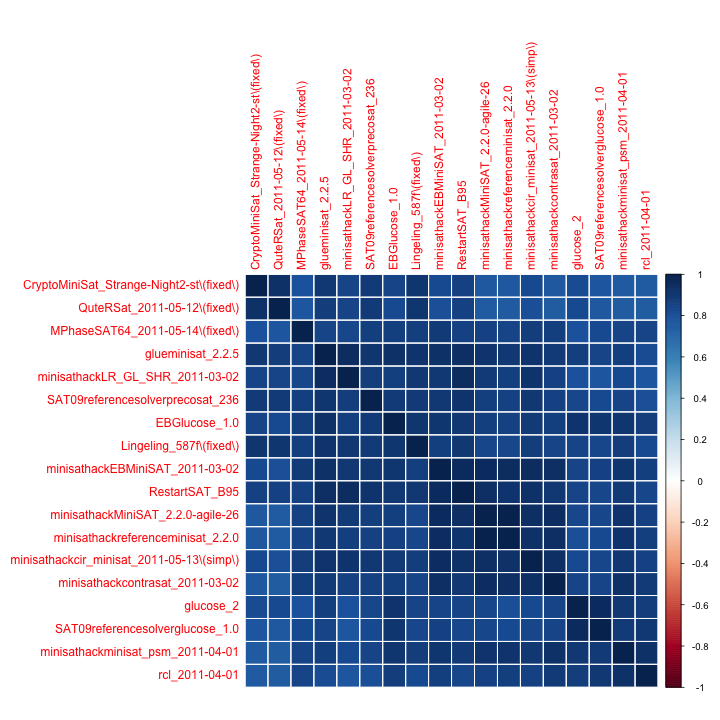 CryptoMiniSat_Strange-Night2-st\(fixed\)
QuteRSat_2011-05-12\(fixed\)
MPhaseSAT64_2011-05-14\(fixed\)
glueminisat_2.2.5
minisathackLR_GL_SHR_2011-03-02
SAT09referencesolverprecosat_236
EBGlucose_1.0
Lingeling_587f\(fixed\)
minisathackEBMiniSAT_2011-03-02
RestartSAT_B95
minisathackMiniSAT_2.2.0-agile-26
minisathackreferenceminisat_2.2.0
minisathackcir_minisat_2011-05-13\(simp\)
minisathackcontrasat_2011-03-02
glucose_2
SAT09referencesolverglucose_1.0
minisathackminisat_psm_2011-04-01
rcl_2011-04-01
CryptoMiniSat_Strange-Night2-st\(fixed\)
QuteRSat_2011-05-12\(fixed\)
MPhaseSAT64_2011-05-14\(fixed\)
glueminisat_2.2.5
minisathackLR_GL_SHR_2011-03-02
SAT09referencesolverprecosat_236
EBGlucose_1.0
Lingeling_587f\(fixed\)
minisathackEBMiniSAT_2011-03-02
RestartSAT_B95
minisathackMiniSAT_2.2.0-agile-26
minisathackreferenceminisat_2.2.0
minisathackcir_minisat_2011-05-13\(simp\)
minisathackcontrasat_2011-03-02
glucose_2
SAT09referencesolverglucose_1.0
minisathackminisat_psm_2011-04-01
rcl_2011-04-01
1
0.8
0.6
0.4
0.2
0
-0.2
-0.4
-0.6
-0.8
-1